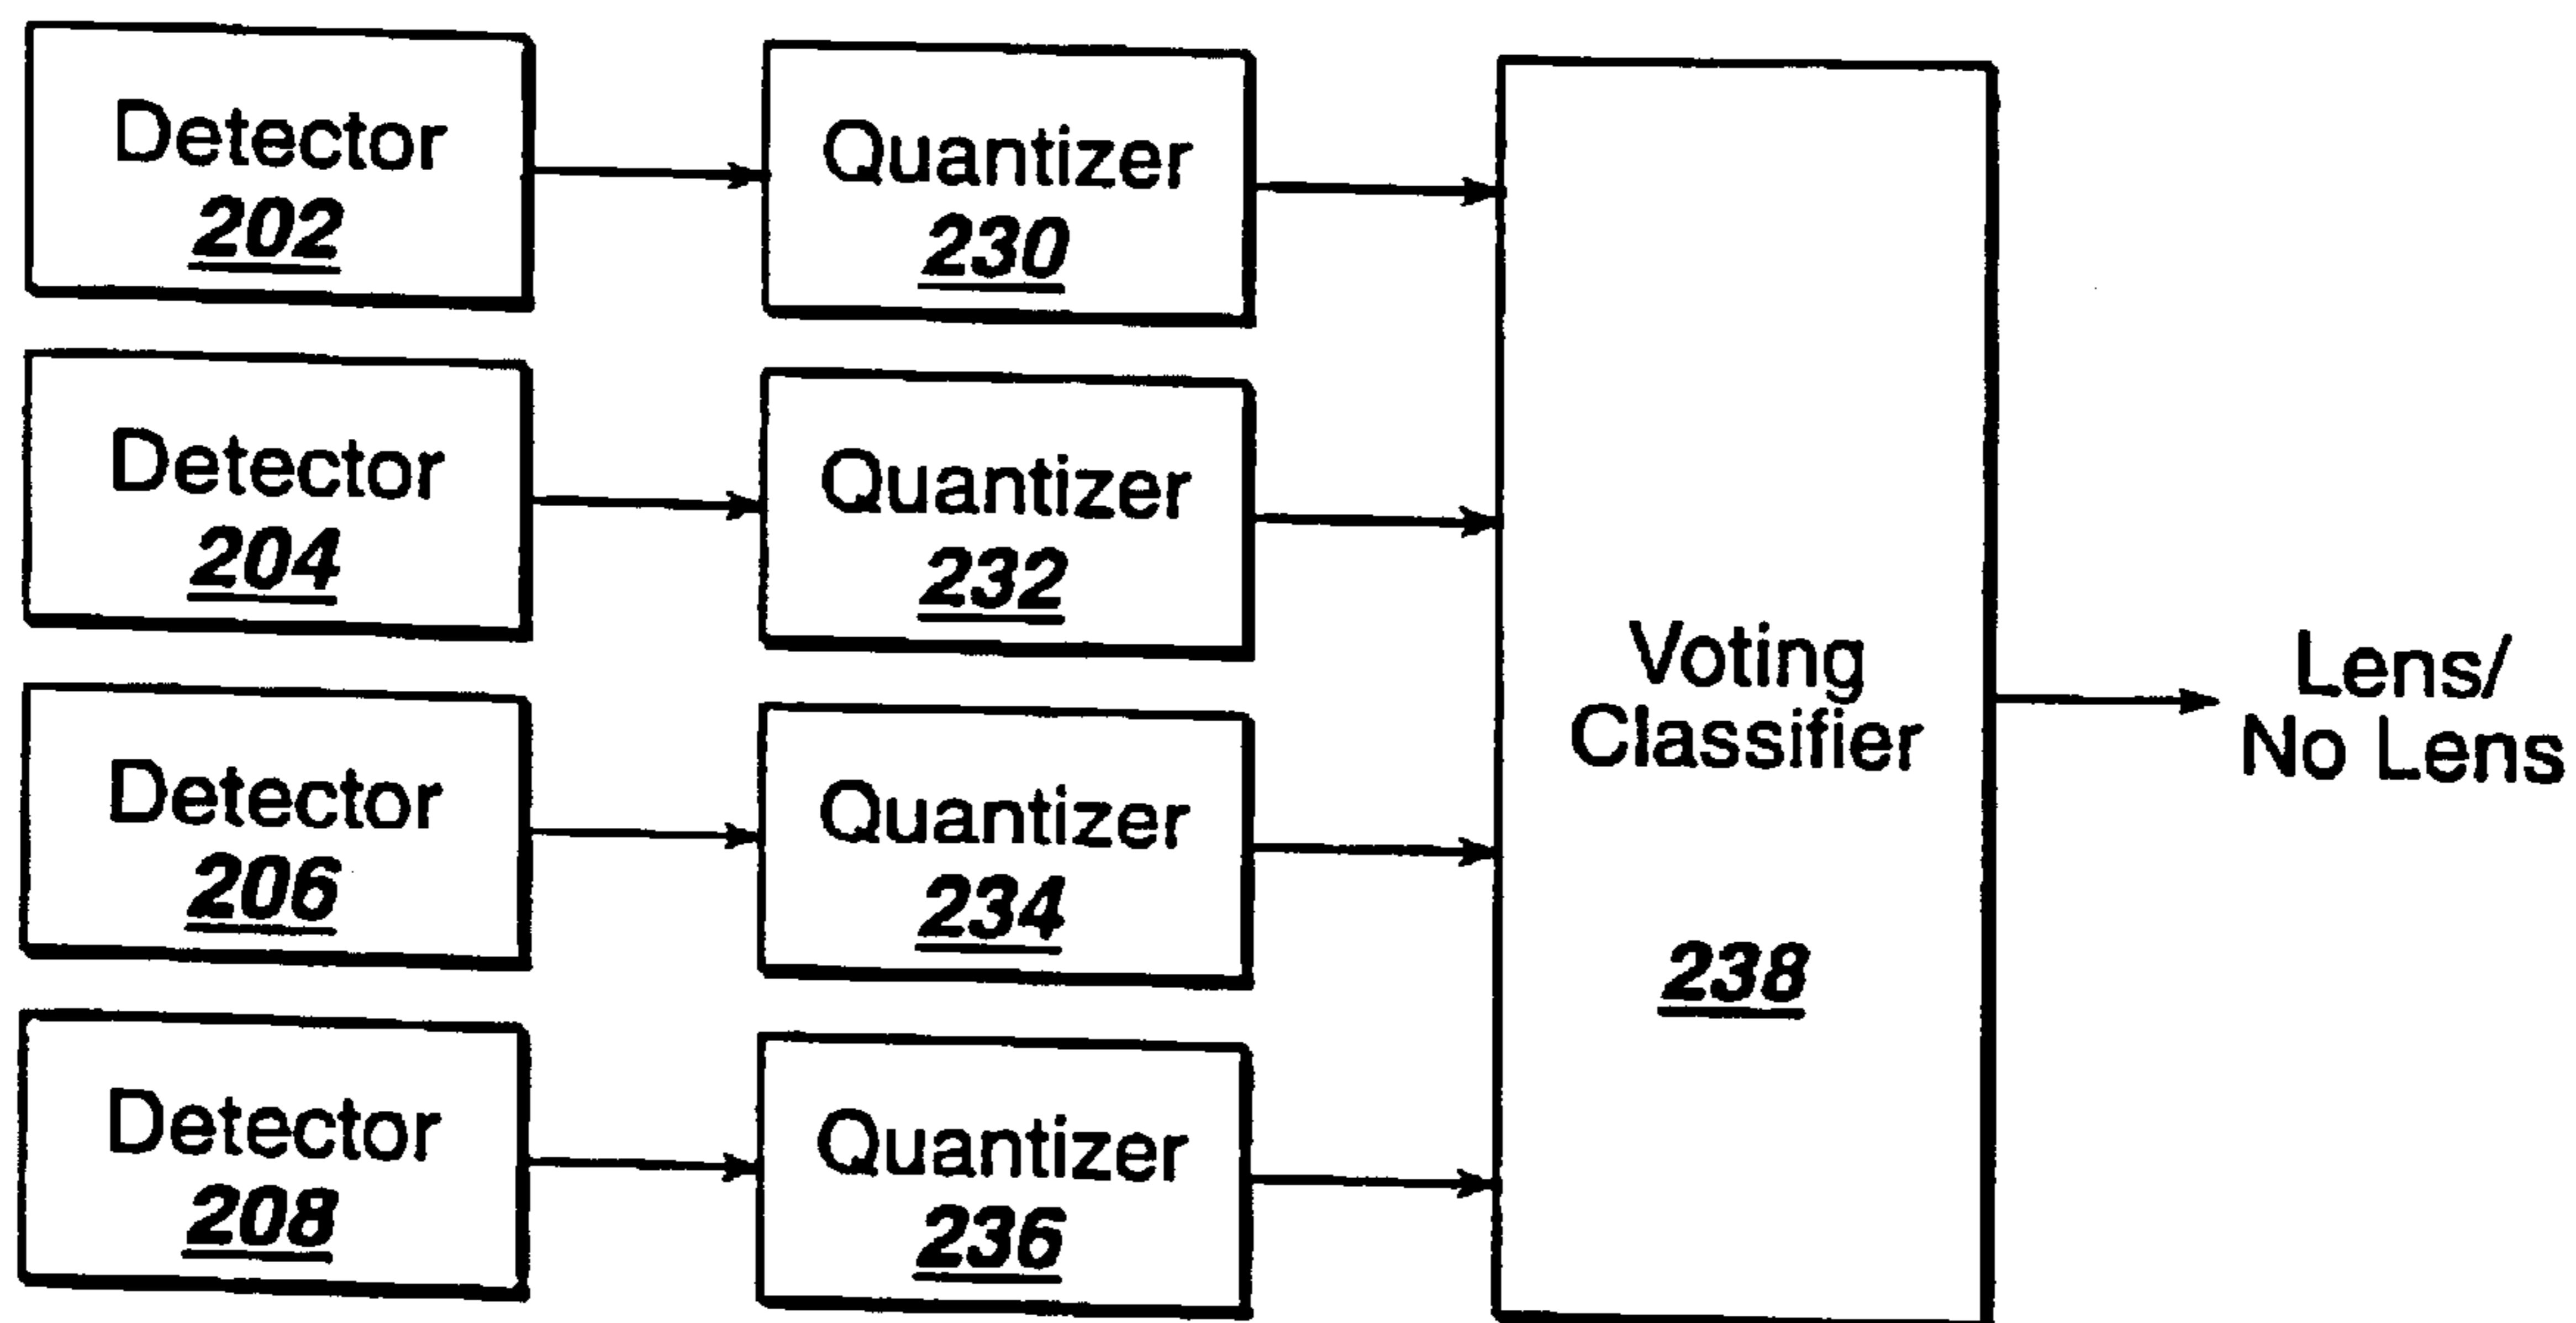 Detector
202
Quantizer
230
Detector
204
Quantizer
232
Detector
206
Quantizer
234
Detector
208
Quantizer
236
Voting
Classifier
238
Lens/
No Lens